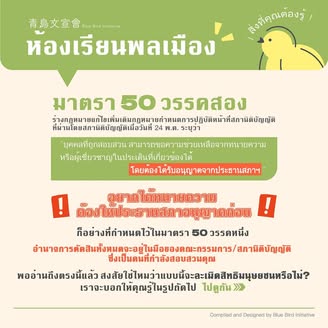 青鳥文宣會 Blue Bird Initiative
สิ่งที่คุณต้องรู้
ห้องเรียนพลเมือง
มาตรา 50 วรรคสอง
ร่างกฎหมายแก้ไขเพิ่มเติมกฎหมายกำหนดการปฏิบัติหน้าที่สภานิติบัญญัติ
ที่ผ่านโดยสภานิติบัญญัติเมื่อวันที่ 24 พ.ค. ระบุว่า
"บุคคลที่ถูกสอบสวน สามารถขอความช่วยเหลือจากทนายความ
หรือผู้เชี่ยวชาญในประเด็นที่เกี่ยวข้องได้
โดยต้องได้รับอนุญาตจากประธานสภาฯ"
อยากได้ทนายความ
ต้องให้ประธานสภาอนุญาตก่อน
ก็อย่างที่กำหนดไว้ในมาตรา 50 วรรคหนึ่ง
อำนาจการตัดสินทั้งหมดจะอยู่ในมือของคณะกรรมการ/สภานิติบัญญัติ
ซึ่งเป็นคนที่กำลังสอบสวนคุณ
พออ่านถึงตรงนี้แล้ว สงสัยใช่ไหมว่าแบบนี้จะละเมิดสิทธิมนุษยชนหรือไม่?
เราจะบอกให้คุณรู้ในรูปถัดไป ไปดูกัน
Compiled and Designed by Blue Bird Initiative